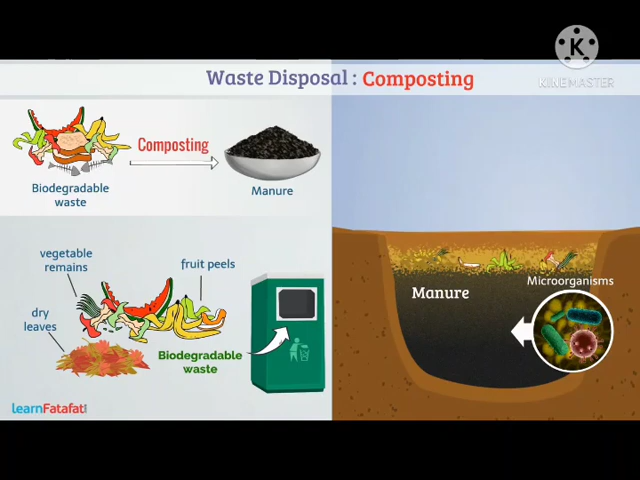 K
KINEMASTER
Waste Disposal : Composting
Composting
Biodegradable
waste
Manure
vegetable
remains
fruit peels
dry
leaves
Biodegradable
waste
Microorganisms
Manure
learnFatafat